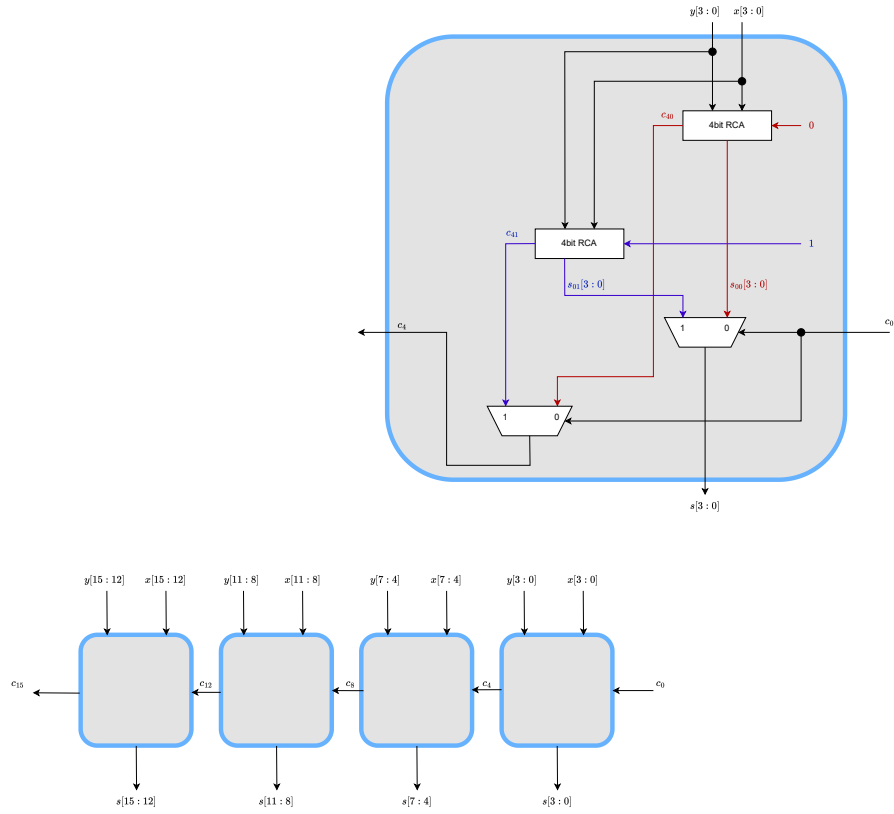 y[3 : 0] x[3 : 0]
c₄₀ 4bit RCA 0
c₄₁ 4bit RCA 1
s₀₁[3 : 0] s₀₀[3 : 0]
c₄ 1 0 c₀
1 0
s[3 : 0]
y[15 : 12] x[15 : 12] y[11 : 8] x[11 : 8] y[7 : 4] x[7 : 4] y[3 : 0] x[3 : 0]
c₁₅ c₁₂ c₈ c₄ c₀
s[15 : 12] s[11 : 8] s[7 : 4] s[3 : 0]